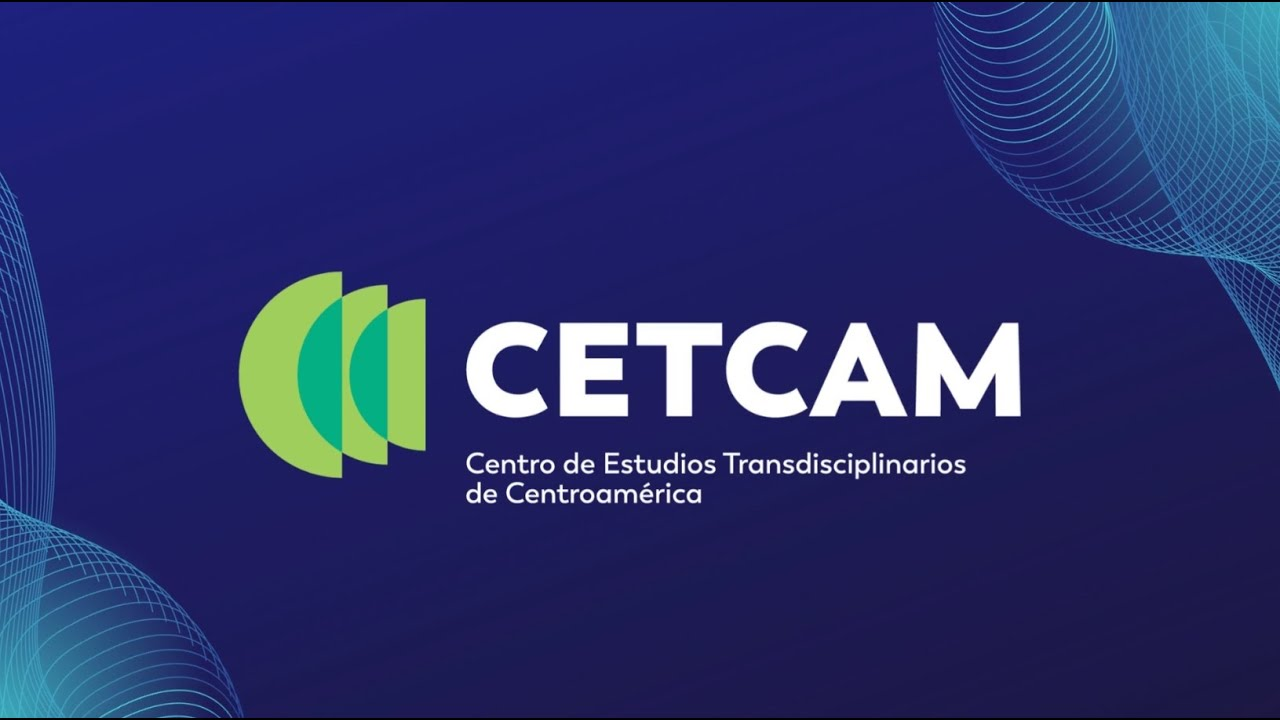 CETCAM
Centro de Estudios Transdisciplinarios
de Centroamérica